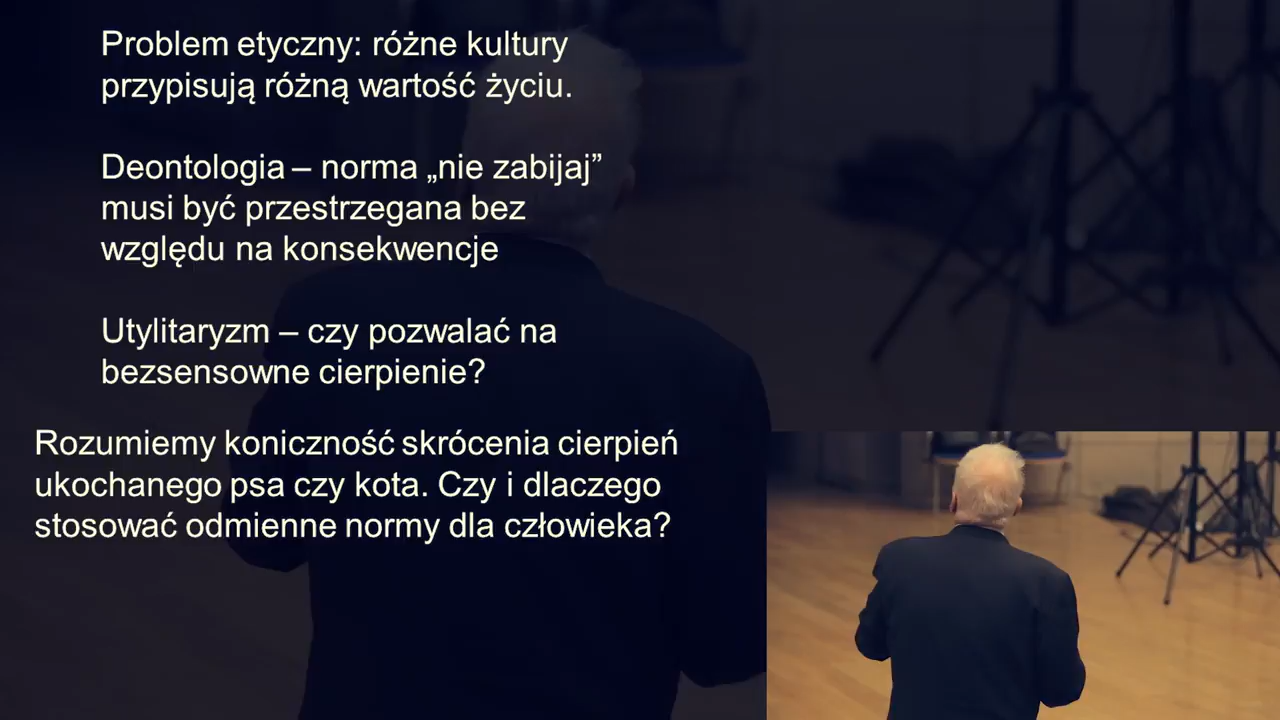 Problem etyczny: różne kultury
przypisują różną wartość życiu.
Deontologia – norma „nie zabijaj”
musi być przestrzegana bez
względu na konsekwencje
Utylitaryzm – czy pozwalać na
bezsensowne cierpienie?
Rozumiemy koniczność skrócenia cierpień
ukochanego psa czy kota. Czy i dlaczego
stosować odmienne normy dla człowieka?